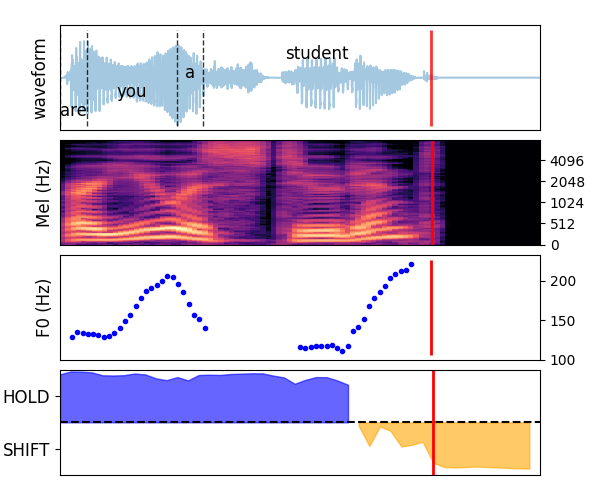 waveform
are
you
a
student
Mel (Hz)
4096
2048
1024
512
0
F0 (Hz)
200
150
100
HOLD
SHIFT